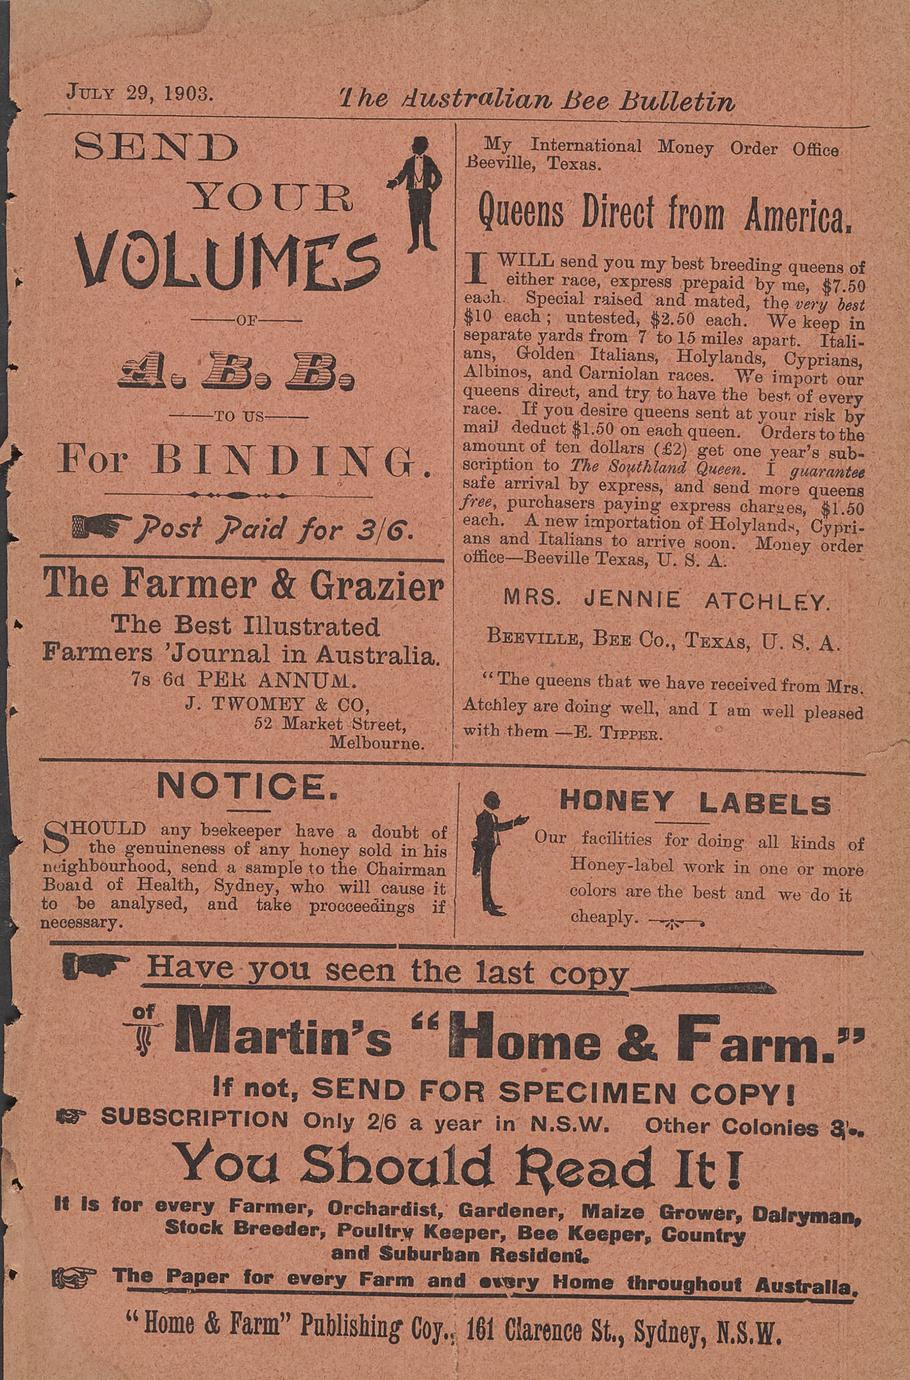 JULY 29, 1903.
The Australian Bee Bulletin
SEND
YOUR
VOLUMES
OF
A. B. B.
TO US
For BINDING.
Post Paid for 3/6.
The Farmer & Grazier
The Best Illustrated
Farmers 'Journal in Australia.
7s 6d PER ANNUM.
J. TWOMEY & CO,
52 Market Street,
Melbourne.
My International Money Order Office
Beeville, Texas.
Queens Direct from America.
I WILL send you my best breeding queens of
either race, express prepaid by me, $7.50
each. Special raised and mated, the very best
$10 each; untested, $2.50 each. We keep in
separate yards from 7 to 15 miles apart. Itali-
ans, Golden Italians, Holylands, Cyprians,
Albinos, and Carniolan races. We import our
queens direct, and try to have the best of every
race. If you desire queens sent at your risk by
mail deduct $1.50 on each queen. Orders to the
amount of ten dollars (£2) get one year's sub-
scription to The Southland Queen. I guarantee
safe arrival by express, and send more queens
free, purchasers paying express charges, $1.50
each. A new importation of Holylands, Cypri-
ans and Italians to arrive soon. Money order
office—Beeville Texas, U. S. A.
MRS. JENNIE ATCHLEY.
BEEVILLE, BEE CO., TEXAS, U. S. A.
"The queens that we have received from Mrs.
Atchley are doing well, and I am well pleased
with them —E. TIPPER.
NOTICE.
SHOULD any beekeeper have a doubt of
the genuineness of any honey sold in his
neighbourhood, send a sample to the Chairman
Board of Health, Sydney, who will cause it
to be analysed, and take procceedings if
necessary.
HONEY LABELS
Our facilities for doing all kinds of
Honey-label work in one or more
colors are the best and we do it
cheaply.
Have you seen the last copy
of Martin's "Home & Farm."
If not, SEND FOR SPECIMEN COPY!
SUBSCRIPTION Only 2/6 a year in N.S.W. Other Colonies 3/-.
You Should Read It!
It is for every Farmer, Orchardist, Gardener, Maize Grower, Dairyman,
Stock Breeder, Poultry Keeper, Bee Keeper, Country
and Suburban Resident.
The Paper for every Farm and every Home throughout Australia.
"Home & Farm" Publishing Coy., 161 Clarence St., Sydney, N.S.W.